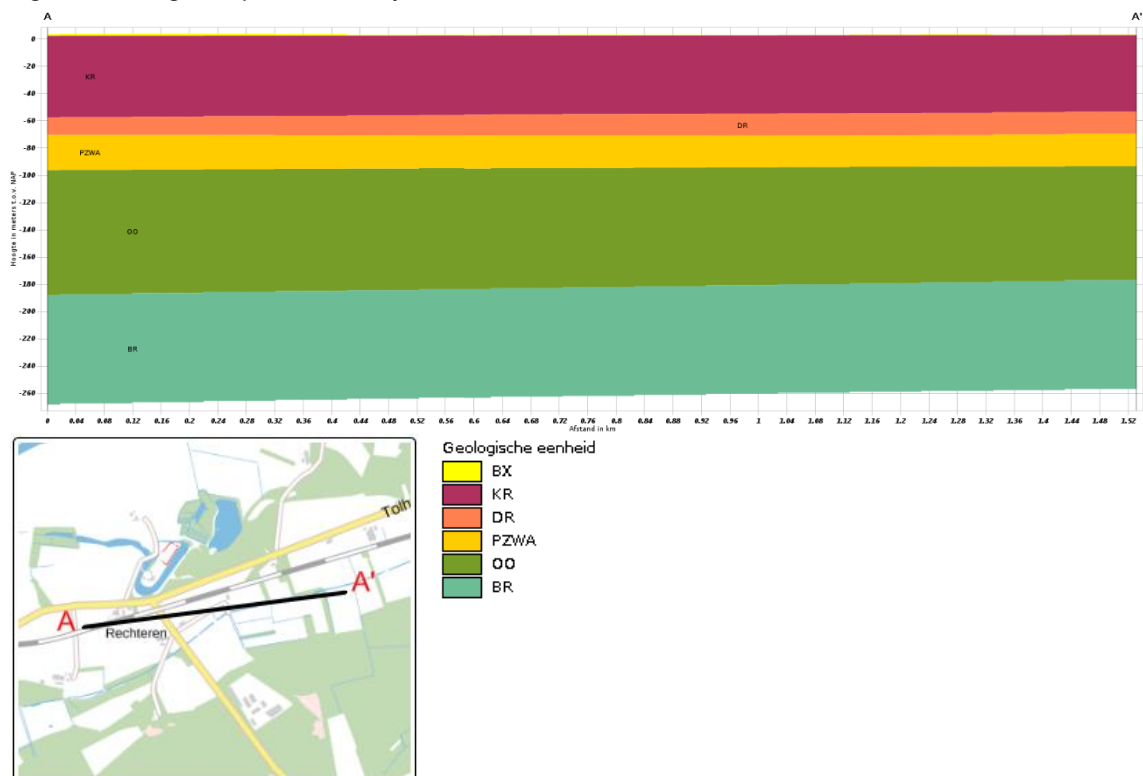 A A'
Hoogte in meters t.o.v. NAP
0
-20
-40
-60
-80
-100
-120
-140
-160
-180
-200
-220
-240
-260
KR
DR
PZWA
OO
BR
0 0.04 0.08 0.12 0.16 0.2 0.24 0.28 0.32 0.36 0.4 0.44 0.48 0.52 0.56 0.6 0.64 0.68 0.72 0.76 0.8 0.84 0.88 0.92 0.96 1 1.04 1.08 1.12 1.16 1.2 1.24 1.28 1.32 1.36 1.4 1.44 1.48 1.52
Afstand in km
Tolh
A A'
Rechteren
Geologische eenheid
BX
KR
DR
PZWA
OO
BR